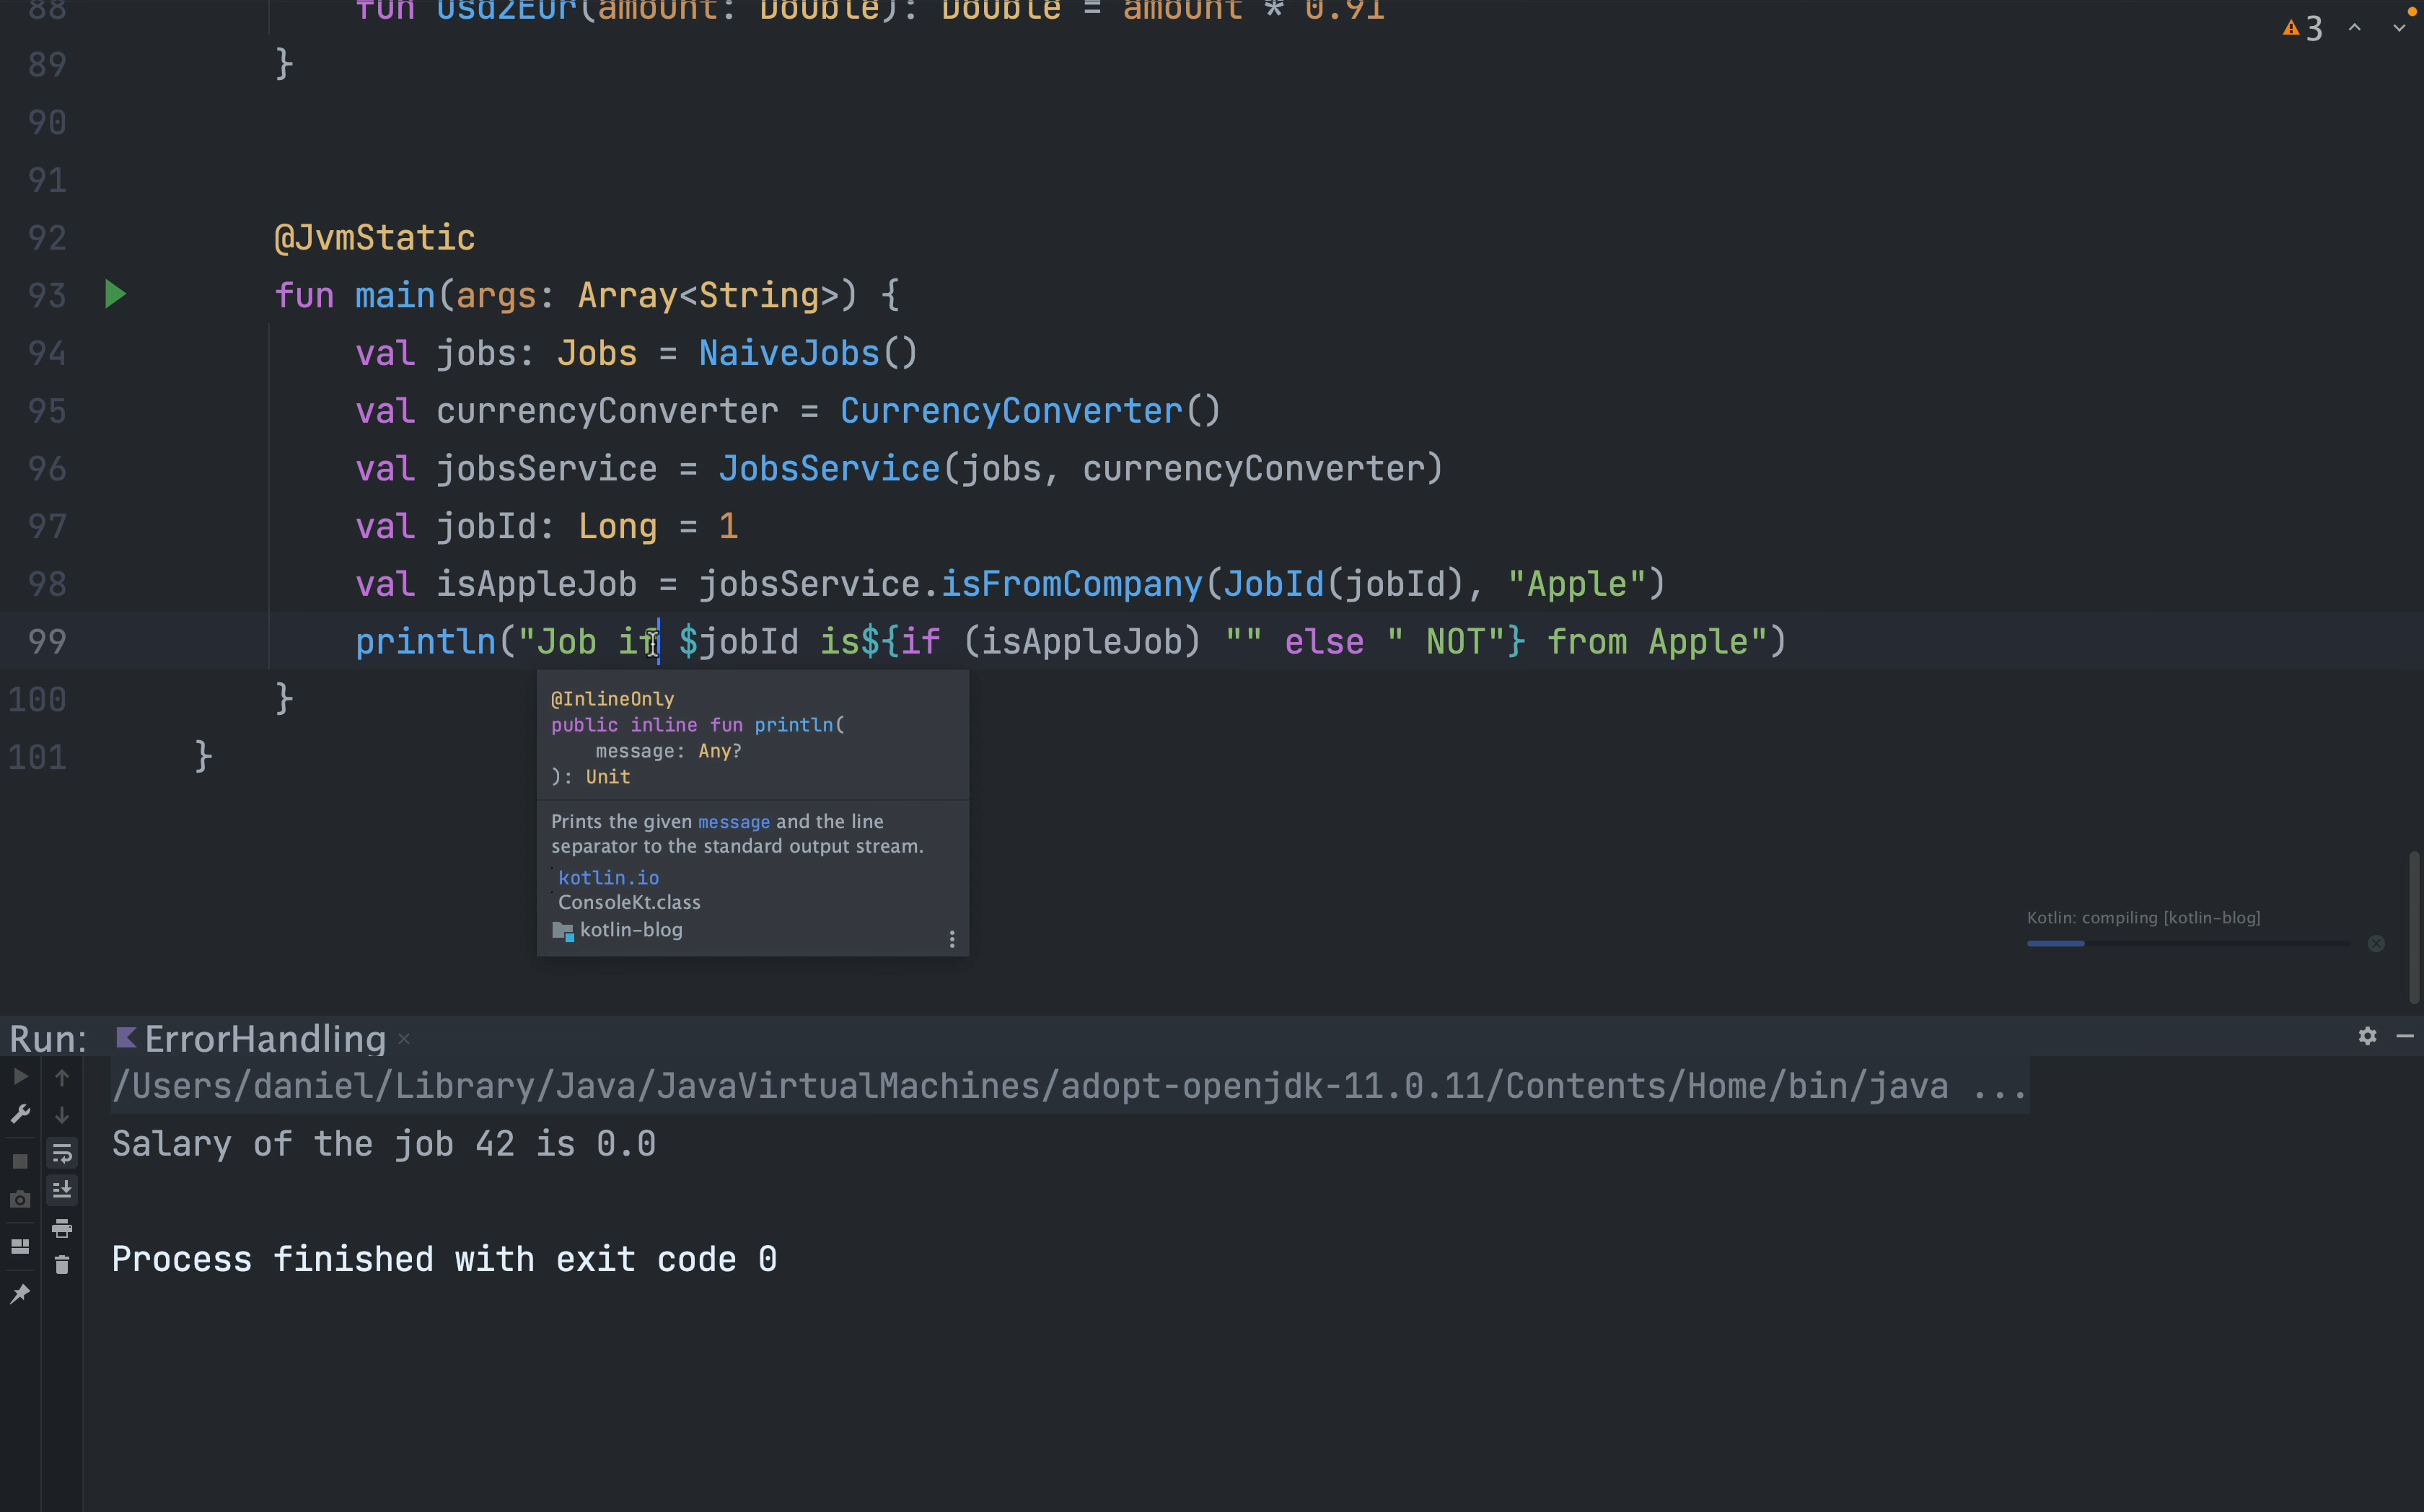 88 fun usd2Eur(amount: Double): Double = amount * 0.91
3
89 }
90
91
92 @JvmStatic
93 fun main(args: Array<String>) {
94 val jobs: Jobs = NaiveJobs()
95 val currencyConverter = CurrencyConverter()
96 val jobsService = JobsService(jobs, currencyConverter)
97 val jobId: Long = 1
98 val isAppleJob = jobsService.isFromCompany(JobId(jobId), "Apple")
99 println("Job if $jobId is${if (isAppleJob) "" else " NOT"} from Apple")
100 }
101 }
@InlineOnly
public inline fun println(
message: Any?
): Unit
Prints the given message and the line
separator to the standard output stream.
kotlin.io
ConsoleKt.class
kotlin-blog
Kotlin: compiling [kotlin-blog]
Run: ErrorHandling
/Users/daniel/Library/Java/JavaVirtualMachines/adopt-openjdk-11.0.11/Contents/Home/bin/java ...
Salary of the job 42 is 0.0
Process finished with exit code 0